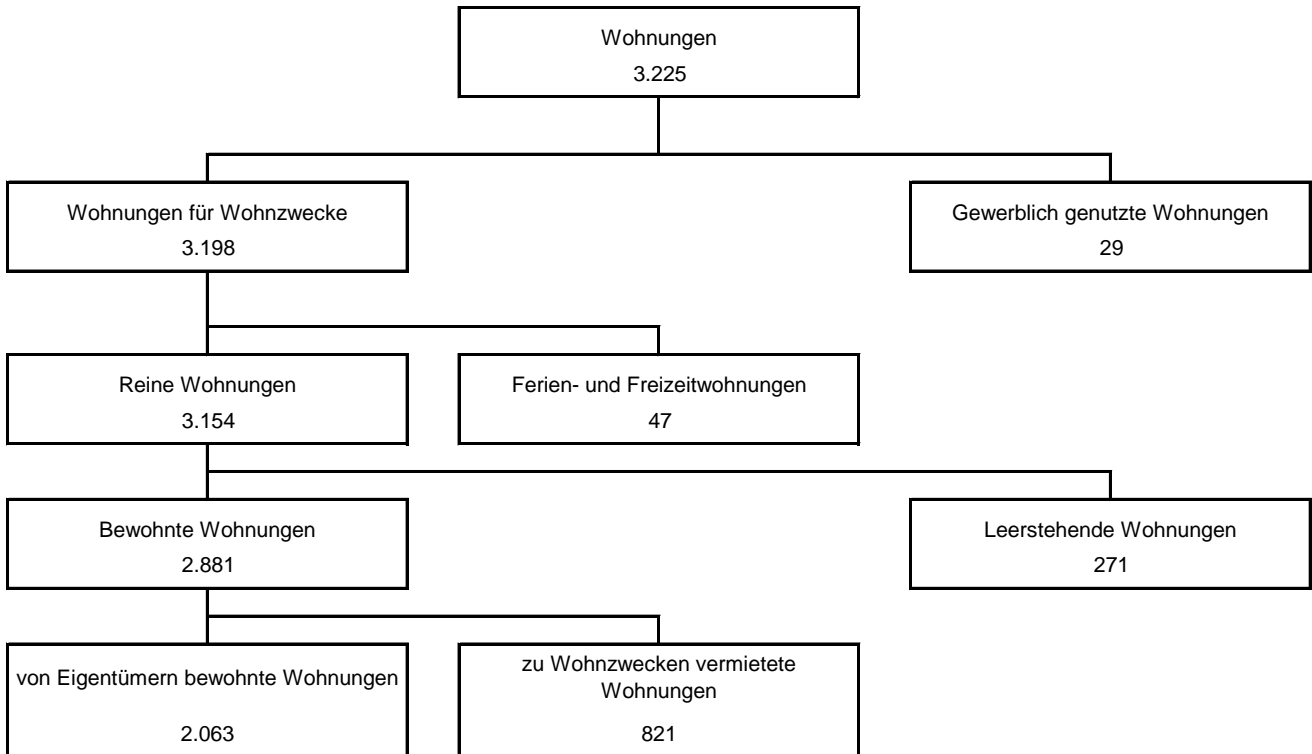 Wohnungen
3.225
Wohnungen für Wohnzwecke
3.198
Gewerblich genutzte Wohnungen
29
Reine Wohnungen
3.154
Ferien- und Freizeitwohnungen
47
Bewohnte Wohnungen
2.881
Leerstehende Wohnungen
271
von Eigentümern bewohnte Wohnungen
2.063
zu Wohnzwecken vermietete
Wohnungen
821